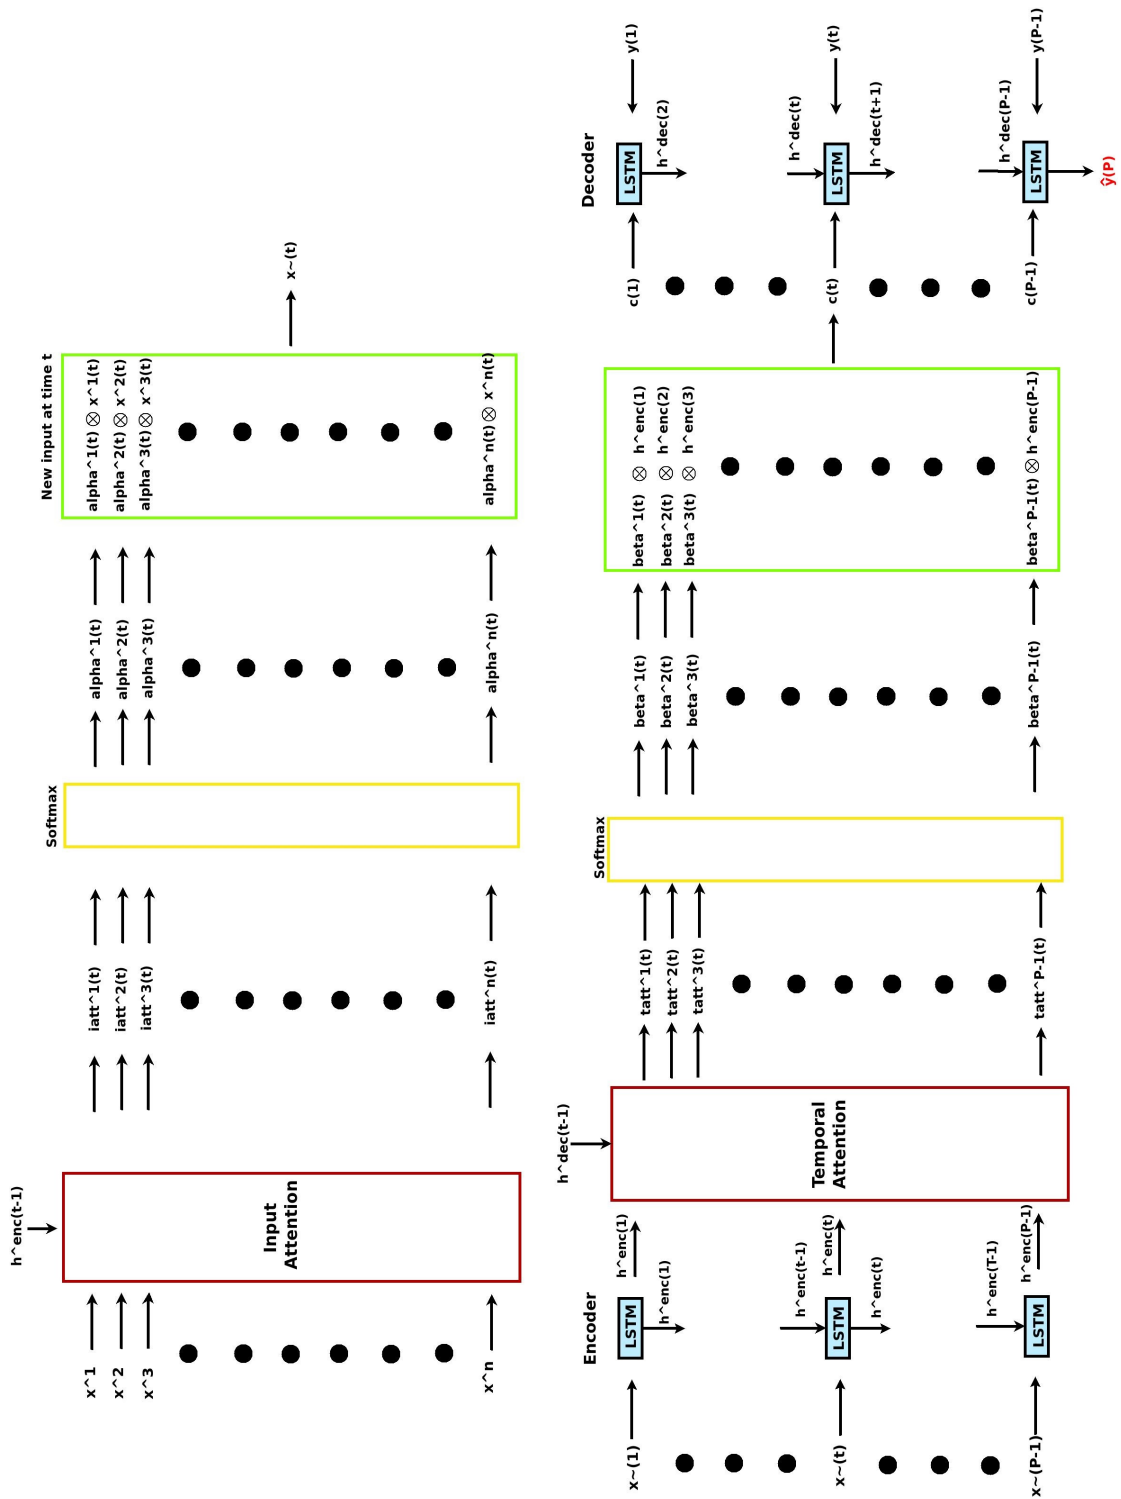 h^enc(t-1)
x^1
x^2
x^3
x^n
Input
Attention
iatt^1(t)
iatt^2(t)
iatt^3(t)
iatt^n(t)
Softmax
alpha^1(t)
alpha^2(t)
alpha^3(t)
alpha^n(t)
New input at time t
alpha^1(t) ⊗ x^1(t)
alpha^2(t) ⊗ x^2(t)
alpha^3(t) ⊗ x^3(t)
alpha^n(t) ⊗ x^n(t)
x~(t)
Encoder
x~(1)
LSTM
h^enc(1)
h^enc(1)
x~(t)
h^enc(t-1)
LSTM
h^enc(t)
h^enc(t)
x~(P-1)
h^enc(T-1)
LSTM
h^enc(P-1)
h^dec(t-1)
Temporal
Attention
tatt^1(t)
tatt^2(t)
tatt^3(t)
tatt^P-1(t)
Softmax
beta^1(t)
beta^2(t)
beta^3(t)
beta^P-1(t)
beta^1(t) ⊗ h^enc(1)
beta^2(t) ⊗ h^enc(2)
beta^3(t) ⊗ h^enc(3)
beta^P-1(t) ⊗ h^enc(P-1)
Decoder
c(1)
LSTM
y(1)
h^dec(2)
c(t)
h^dec(t)
LSTM
y(t)
h^dec(t+1)
c(P-1)
h^dec(P-1)
LSTM
y(P-1)
ŷ(P)